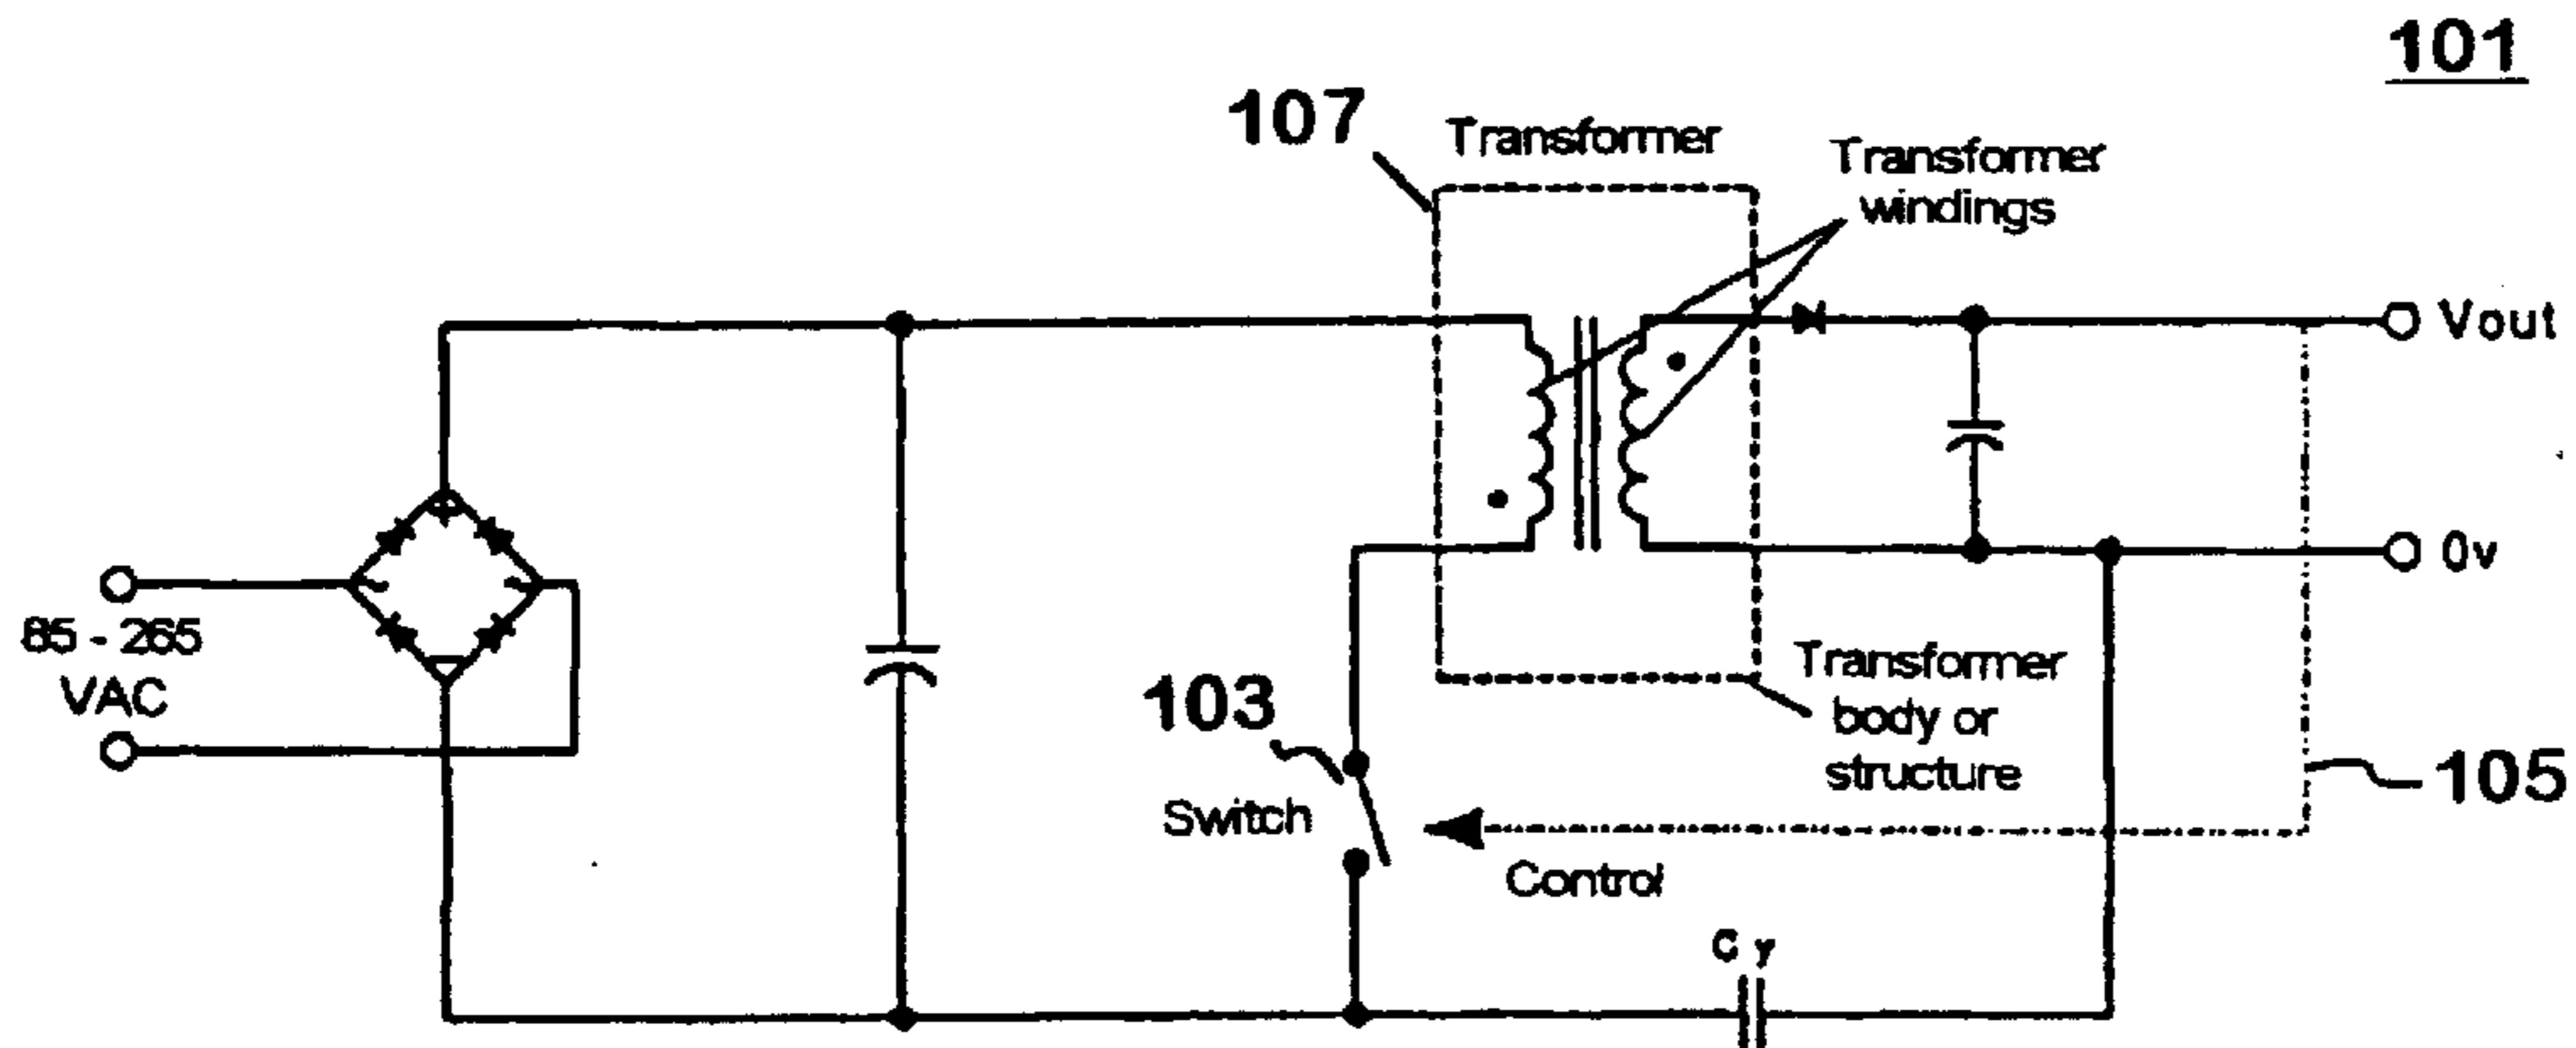 101
107
Transformer
Transformer
windings
Vout
0v
85 - 265
VAC
103
Switch
Transformer
body or
structure
105
Control
C y